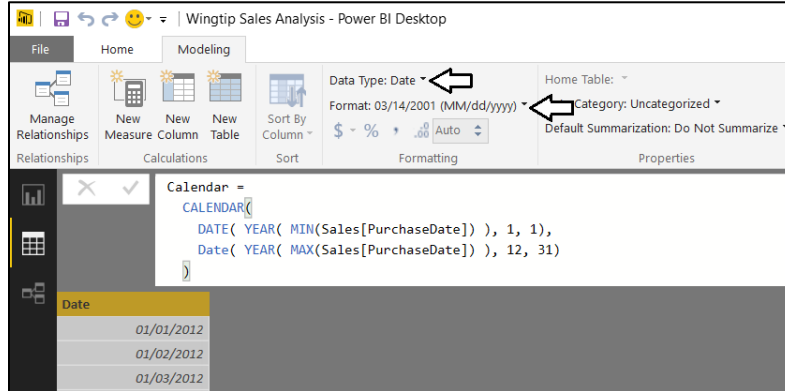 Wingtip Sales Analysis - Power BI Desktop
File Home Modeling
Data Type: Date
Home Table:
Format: 03/14/2001 (MM/dd/yyyy)
Category: Uncategorized
$ % , .00 Auto
Default Summarization: Do Not Summarize
Manage Relationships
New Measure
New Column
New Table
Sort By Column
Relationships Calculations Sort Formatting Properties
Calendar =
CALENDAR(
DATE( YEAR( MIN(Sales[PurchaseDate]) ), 1, 1),
Date( YEAR( MAX(Sales[PurchaseDate]) ), 12, 31)
)
Date
01/01/2012
01/02/2012
01/03/2012